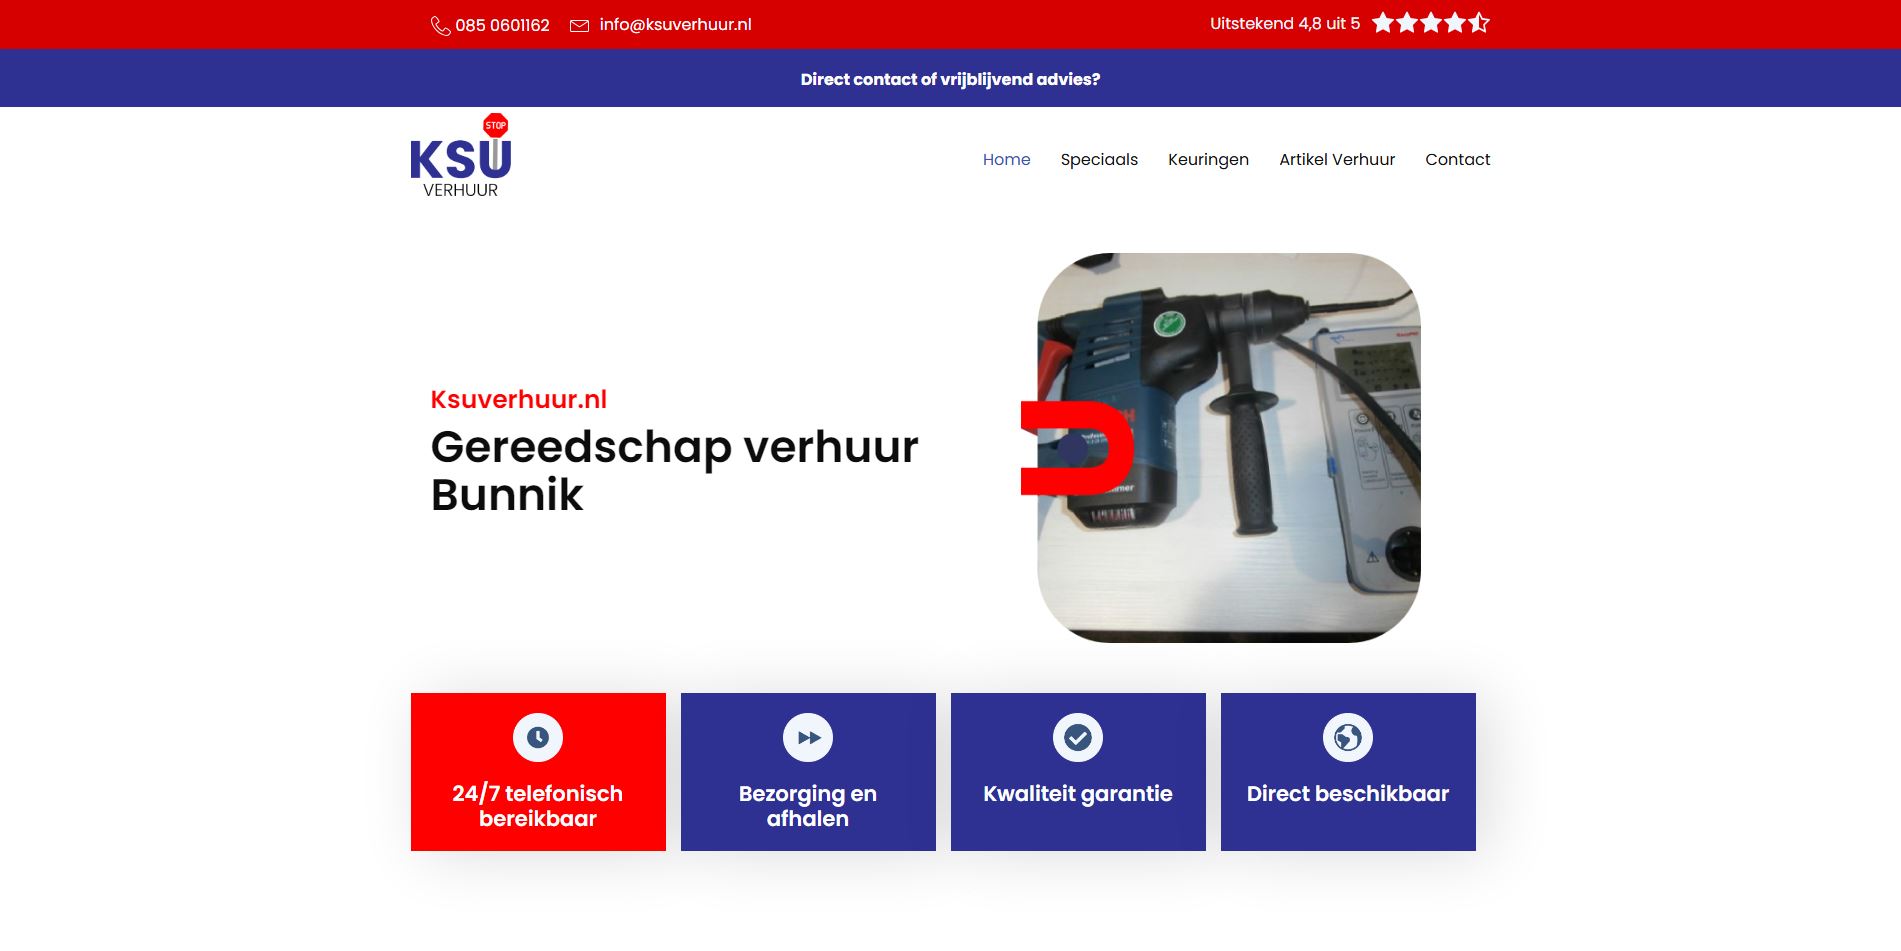 085 0601162
info@ksuverhuur.nl
Uitstekend 4,8 uit 5
Direct contact of vrijblijvend advies?
STOP
KSU
VERHUUR
Home
Speciaals
Keuringen
Artikel Verhuur
Contact
Ksuverhuur.nl
Gereedschap verhuur
Bunnik
24/7 telefonisch
bereikbaar
Bezorging en
afhalen
Kwaliteit garantie
Direct beschikbaar